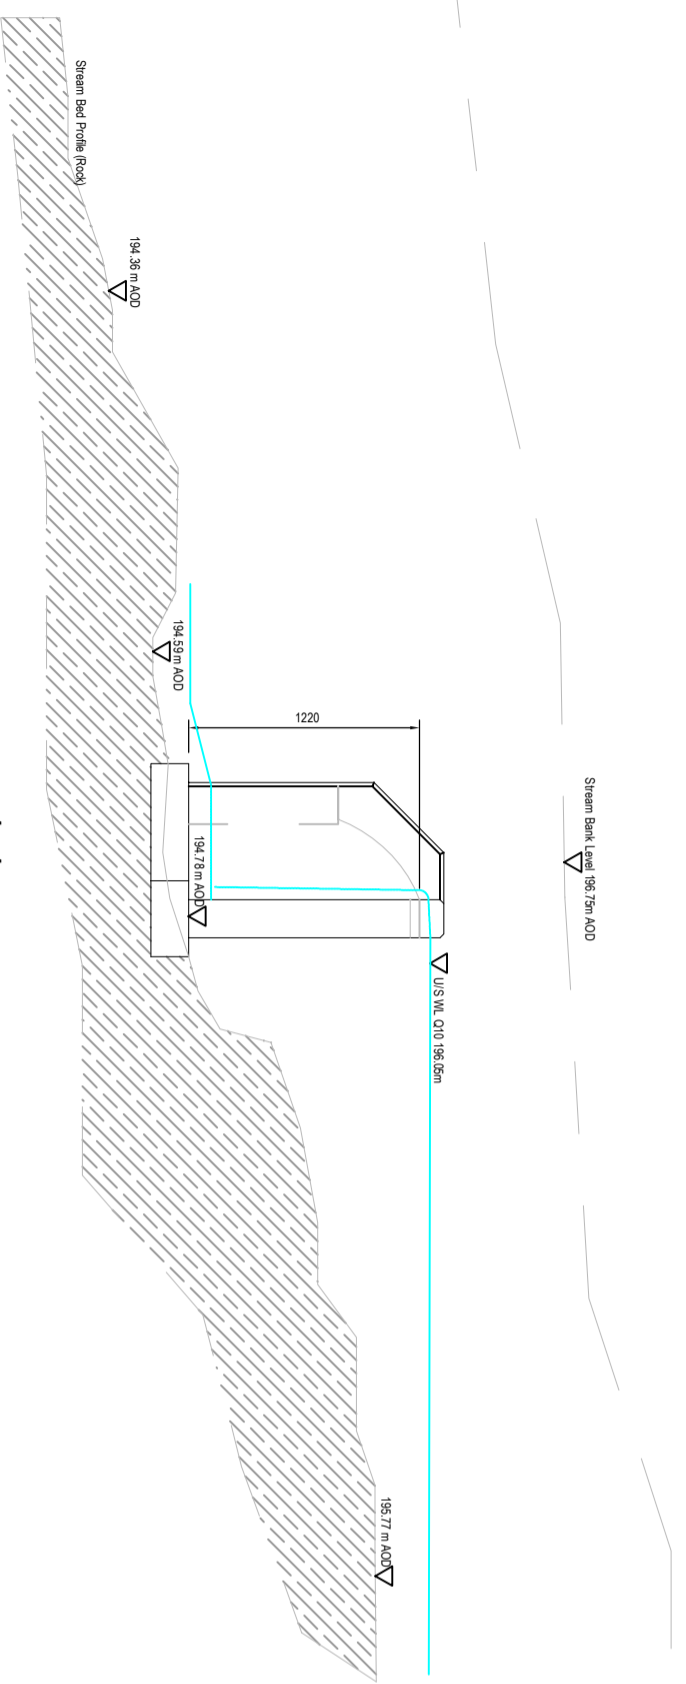 Stream Bed Profile (Rock)
194.36 m AOD
194.59 m AOD
1220
194.78 m AOD
U/S WL Q10 196.05m
Stream Bank Level 196.75m AOD
195.77 m AOD